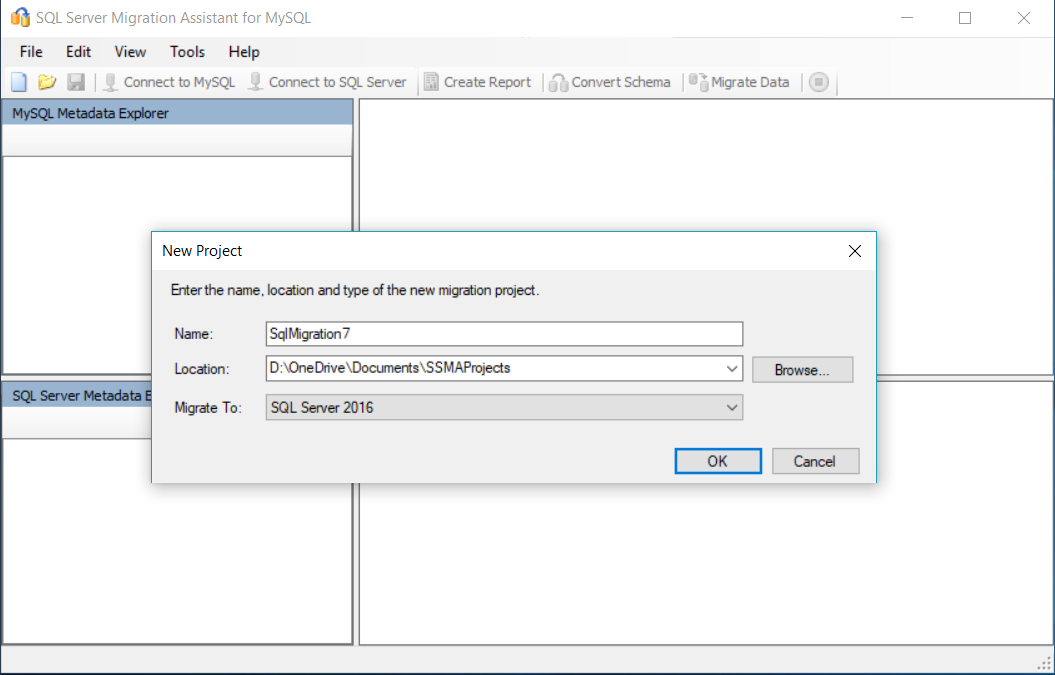 SQL Server Migration Assistant for MySQL
File Edit View Tools Help
Connect to MySQL Connect to SQL Server Create Report Convert Schema Migrate Data
MySQL Metadata Explorer
New Project
Enter the name, location and type of the new migration project.
Name: SqlMigration7
Location: D:\OneDrive\Documents\SSMAProjects Browse...
SQL Server Metadata E
Migrate To: SQL Server 2016
OK Cancel